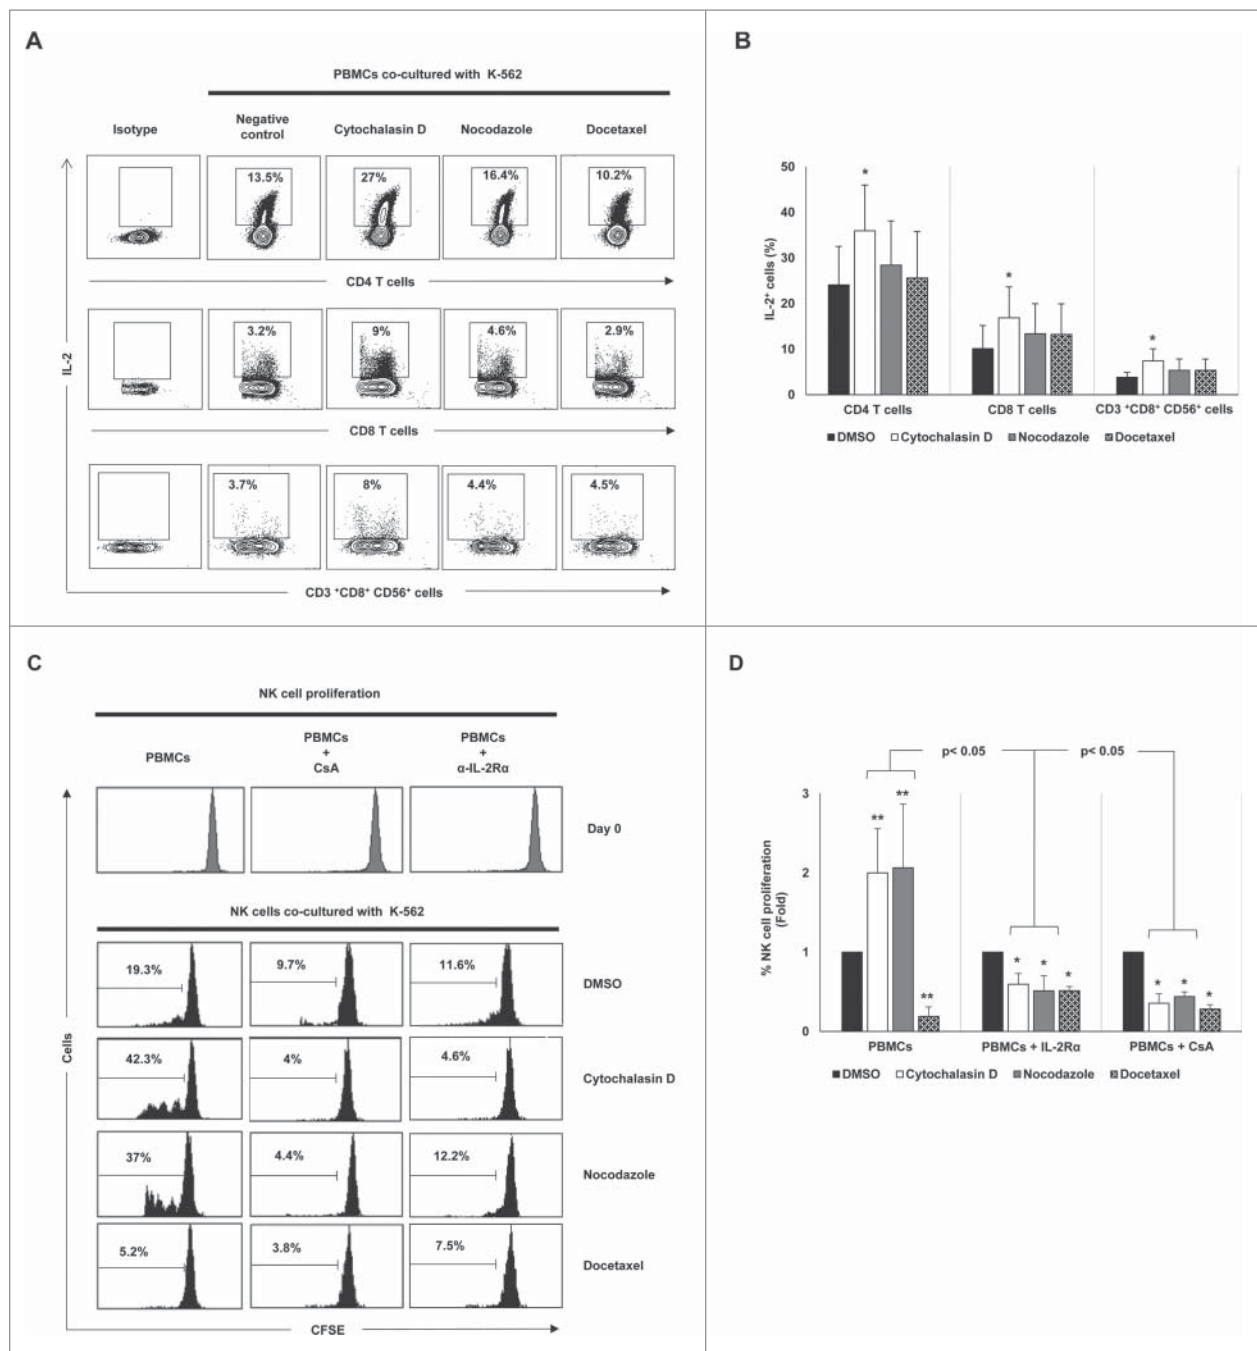 A
PBMCs co-cultured with K-562
Isotype
Negative
control
Cytochalasin D
Nocodazole
Docetaxel
13.5%
27%
16.4%
10.2%
CD4 T cells
3.2%
9%
4.6%
2.9%
IL-2
CD8 T cells
3.7%
8%
4.4%
4.5%
CD3 +CD8+ CD56+ cells
B
50
40
30
20
10
0
IL-2+ cells (%)
*
*
*
CD4 T cells
CD8 T cells
CD3 +CD8+ CD56+ cells
DMSO
Cytochalasin D
Nocodazole
Docetaxel
C
NK cell proliferation
PBMCs
PBMCs
+
CsA
PBMCs
+
α-IL-2Rα
Day 0
NK cells co-cultured with K-562
19.3%
9.7%
11.6%
DMSO
Cells
42.3%
4%
4.6%
Cytochalasin D
37%
4.4%
12.2%
Nocodazole
5.2%
3.8%
7.5%
Docetaxel
CFSE
D
p< 0.05
p< 0.05
3
2
1
0
% NK cell proliferation
(Fold)
**
**
**
*
*
*
*
*
*
PBMCs
PBMCs + IL-2Rα
PBMCs + CsA
DMSO
Cytochalasin D
Nocodazole
Docetaxel